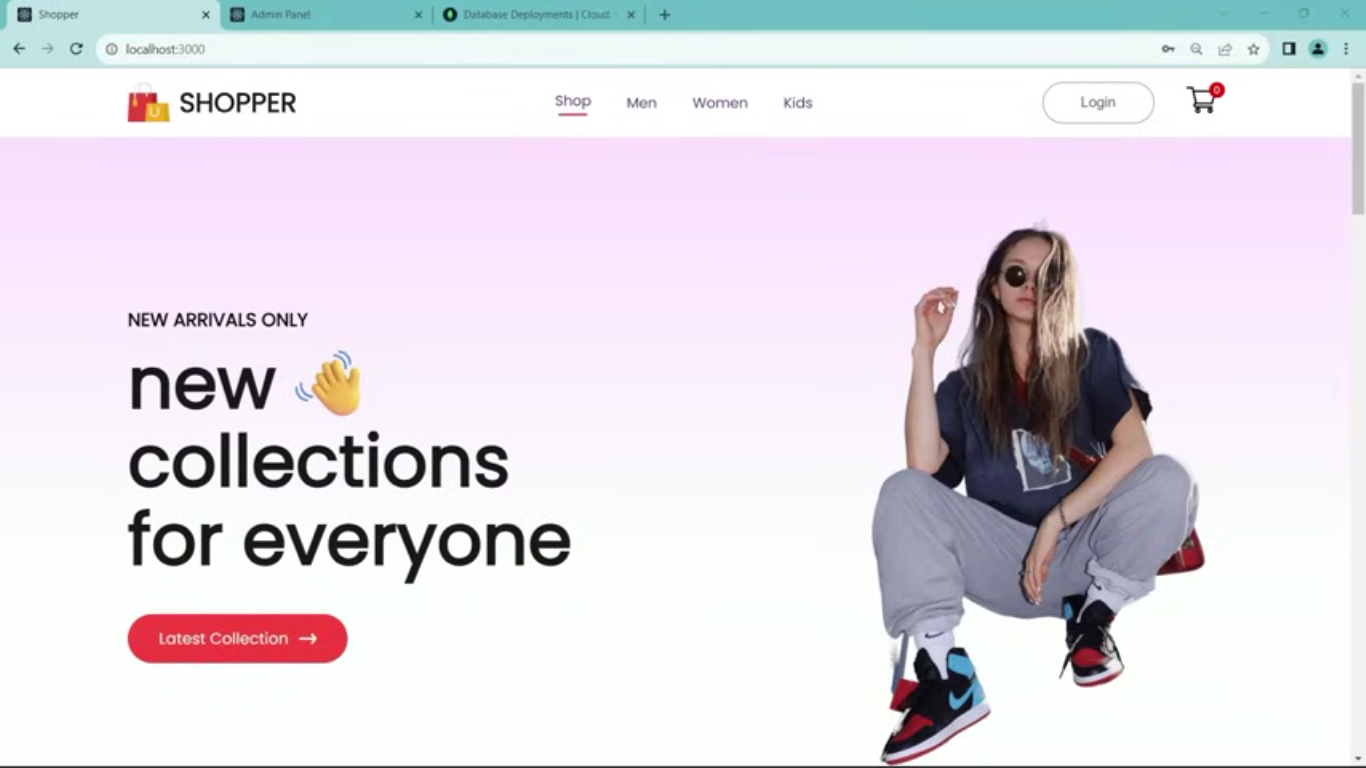 Shopper
Admin Panel
Database Deployments | Cloud:
localhost:3000
SHOPPER
Shop
Men
Women
Kids
Login
0
NEW ARRIVALS ONLY
new
collections
for everyone
Latest Collection